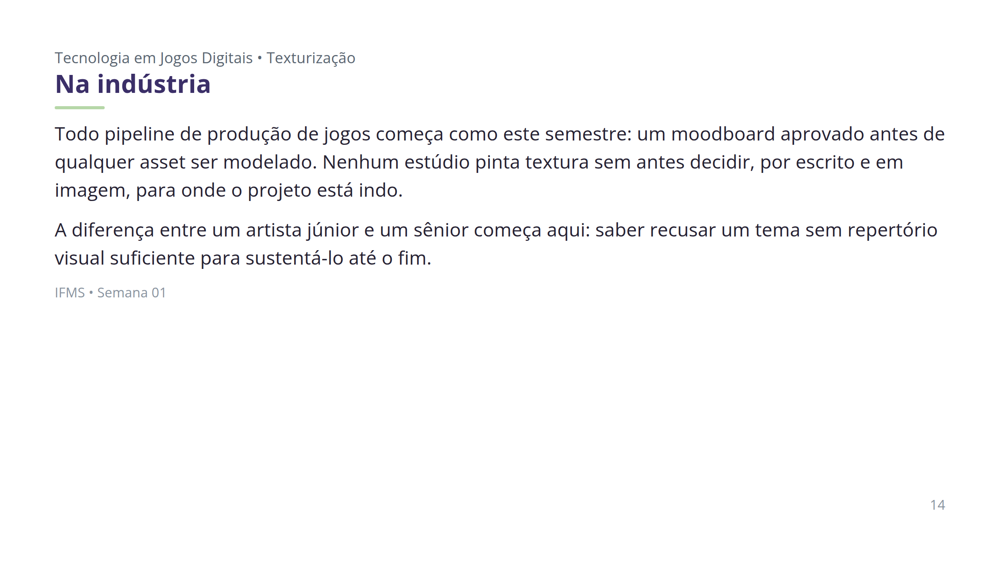 Tecnologia em Jogos Digitais • Texturização
Na indústria
Todo pipeline de produção de jogos começa como este semestre: um moodboard aprovado antes de
qualquer asset ser modelado. Nenhum estúdio pinta textura sem antes decidir, por escrito e em
imagem, para onde o projeto está indo.
A diferença entre um artista júnior e um sênior começa aqui: saber recusar um tema sem repertório
visual suficiente para sustentá-lo até o fim.
IFMS • Semana 01
14